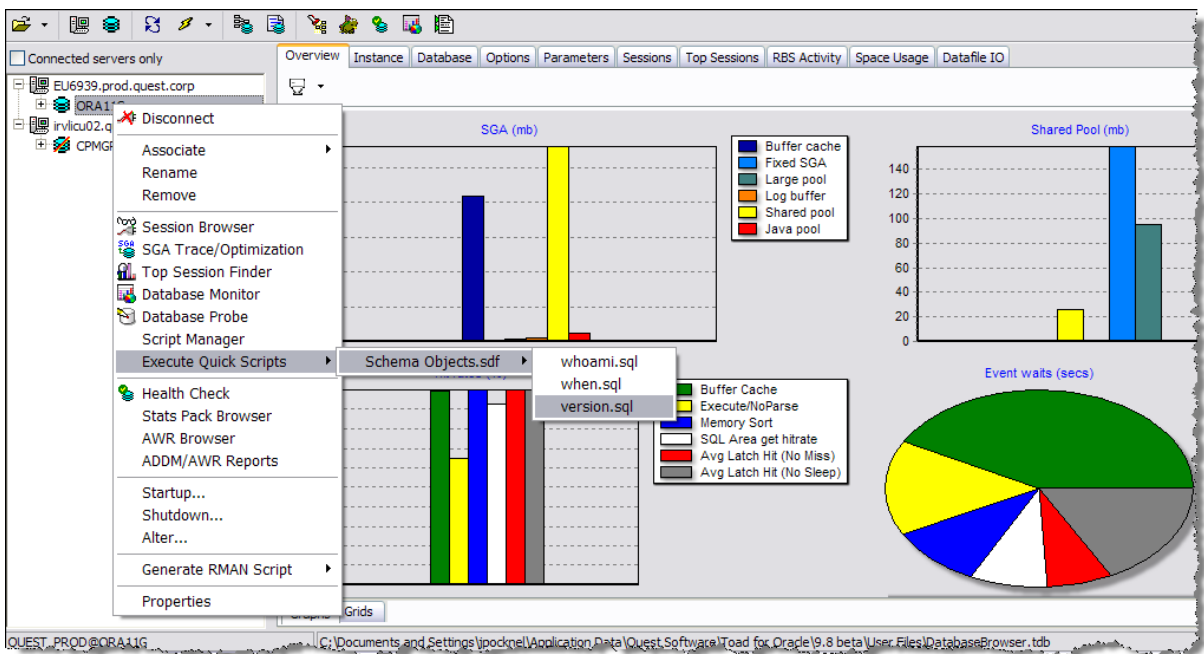 Connected servers only
Overview Instance Database Options Parameters Sessions Top Sessions RBS Activity Space Usage Datafile IO
EU6939.prod.quest.corp
ORA11G
irvlicu02.q
Disconnect
Associate
Rename
Remove
Session Browser
SGA Trace/Optimization
Top Session Finder
Database Monitor
Database Probe
Script Manager
Execute Quick Scripts
Health Check
Stats Pack Browser
AWR Browser
ADDM/AWR Reports
Startup...
Shutdown...
Alter...
Generate RMAN Script
Properties
Schema Objects.sdf
whoami.sql
when.sql
version.sql
SGA (mb)
Buffer cache
Fixed SGA
Large pool
Log buffer
Shared pool
Java pool
Shared Pool (mb)
140
120
100
80
60
40
20
0
Buffer Cache
Execute/NoParse
Memory Sort
SQL Area get hitrate
Avg Latch Hit (No Miss)
Avg Latch Hit (No Sleep)
Event waits (secs)
Graphs Grids
QUEST_PROD@ORA11G
C:\Documents and Settings\jpocknel\Application Data\Quest Software\Toad for Oracle\9.8 beta\User Files\DatabaseBrowser.tdb